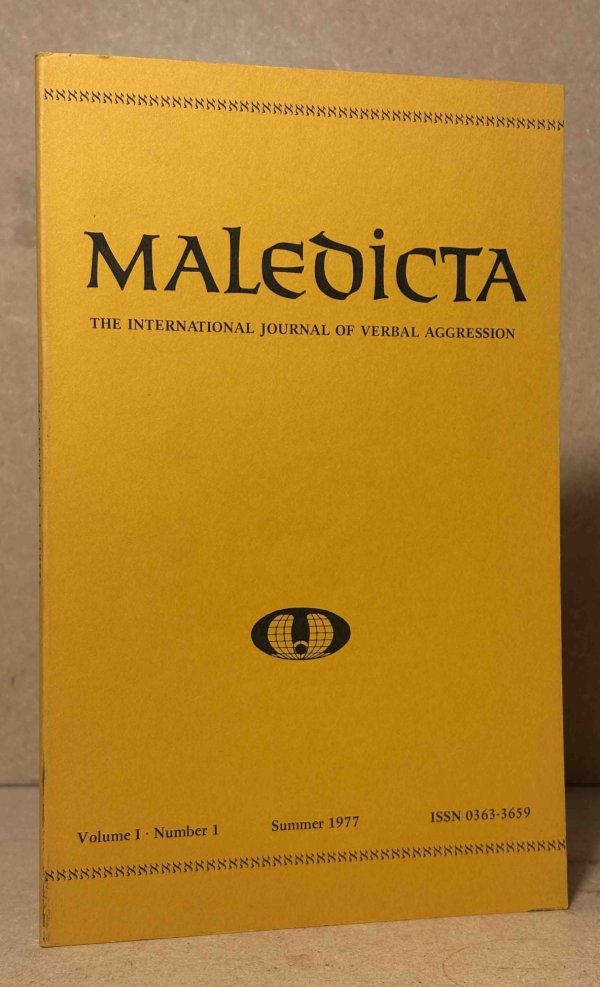 MALEDICTA
THE INTERNATIONAL JOURNAL OF VERBAL AGGRESSION
Volume I · Number 1 Summer 1977 ISSN 0363-3659